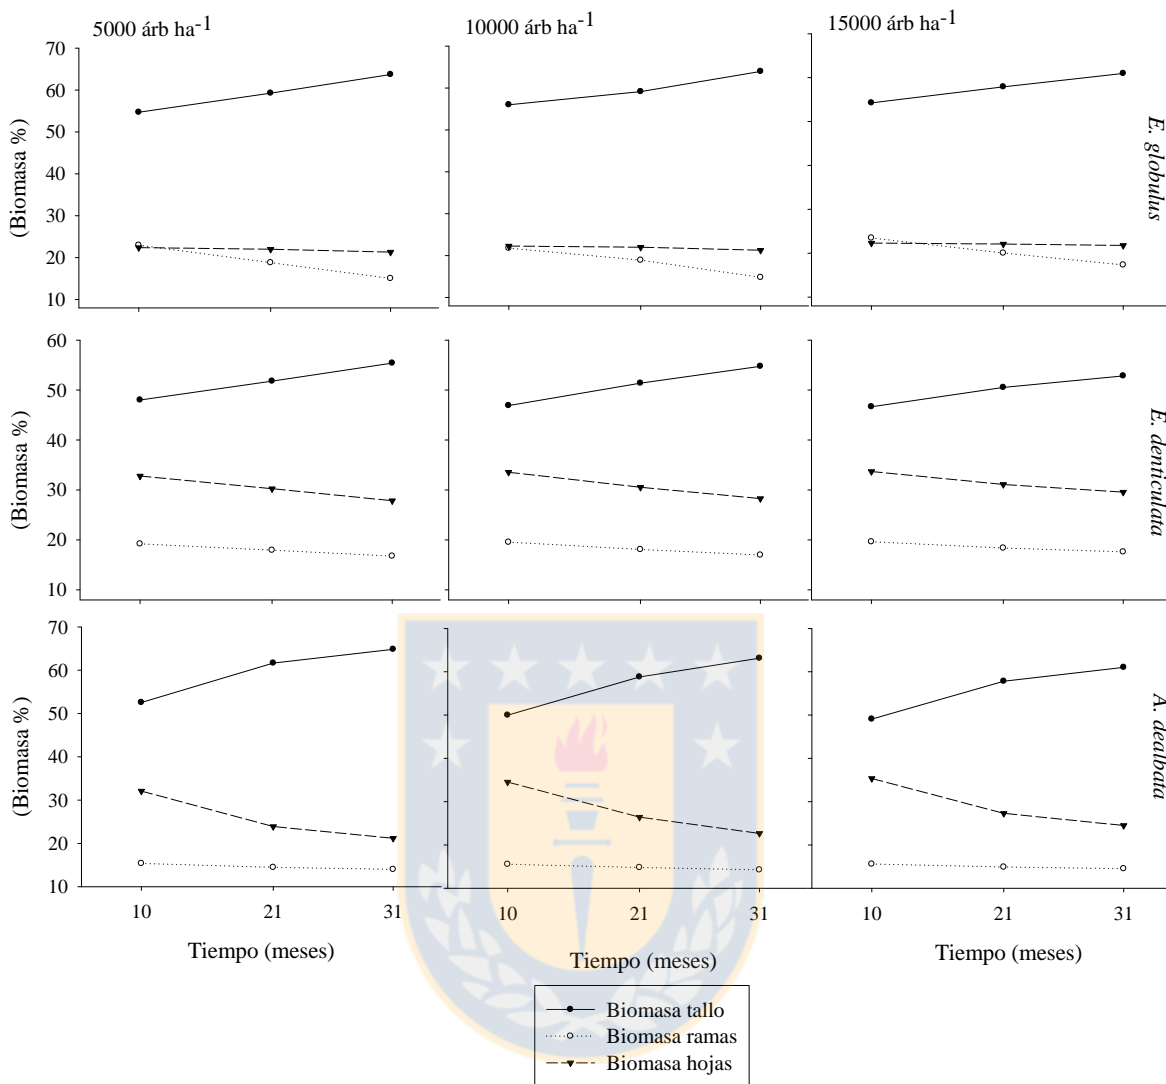 5000 árb ha-1
10000 árb ha-1
15000 árb ha-1
70
60
50
40
30
20
10
(Biomasa %)
E. globulus
60
50
40
30
20
10
(Biomasa %)
E. denticulata
70
60
50
40
30
20
10
(Biomasa %)
A. dealbata
10 21 31
10 21 31
10 21 31
Tiempo (meses)
Tiempo (meses)
Tiempo (meses)
Biomasa tallo
Biomasa ramas
Biomasa hojas